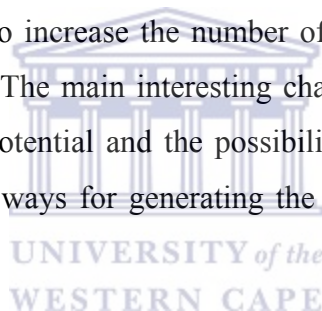 o increase the number of
The main interesting cha
otential and the possibili
ways for generating the
UNIVERSITY of the
WESTERN CAPE